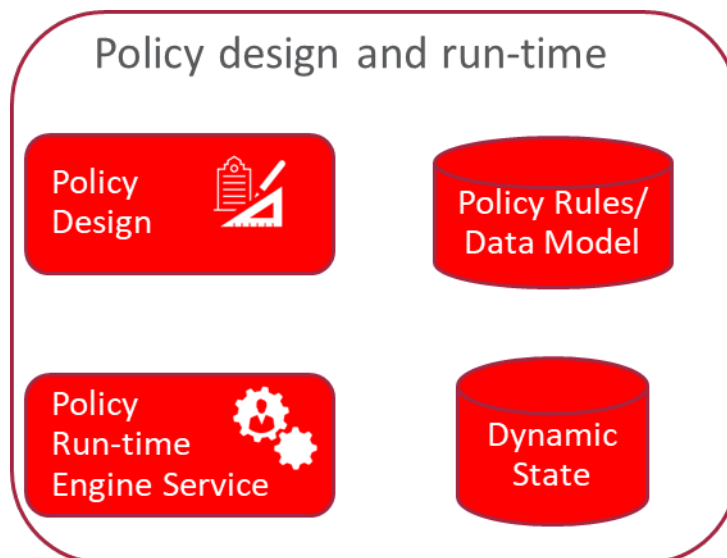 Policy design and run-time
Policy
Design
Policy Rules/
Data Model
Policy
Run-time
Engine Service
Dynamic
State